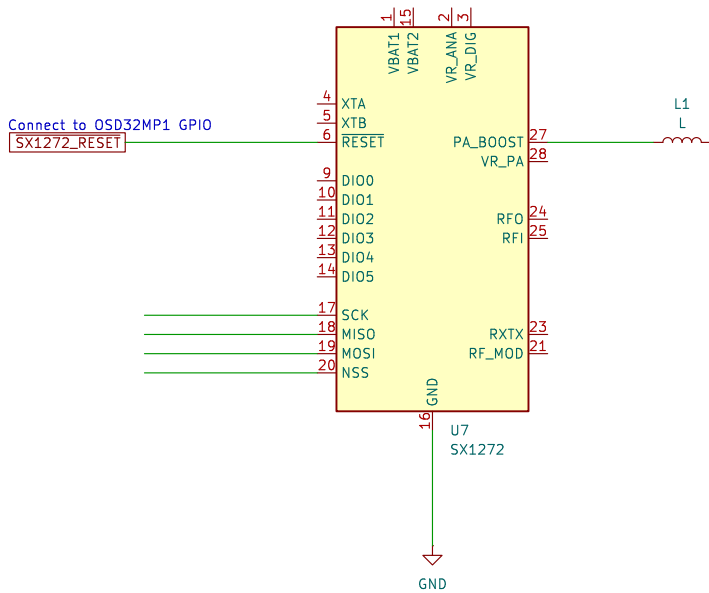 1
15
2
3
VBAT1
VBAT2
VR_ANA
VR_DIG
4 XTA
5 XTB
Connect to OSD32MP1 GPIO
SX1272_RESET
6 RESET
9 DIO0
10 DIO1
11 DIO2
12 DIO3
13 DIO4
14 DIO5
17 SCK
18 MISO
19 MOSI
20 NSS
PA_BOOST 27
VR_PA 28
RFO 24
RFI 25
RXTX 23
RF_MOD 21
L1
L
GND
16
U7
SX1272
GND